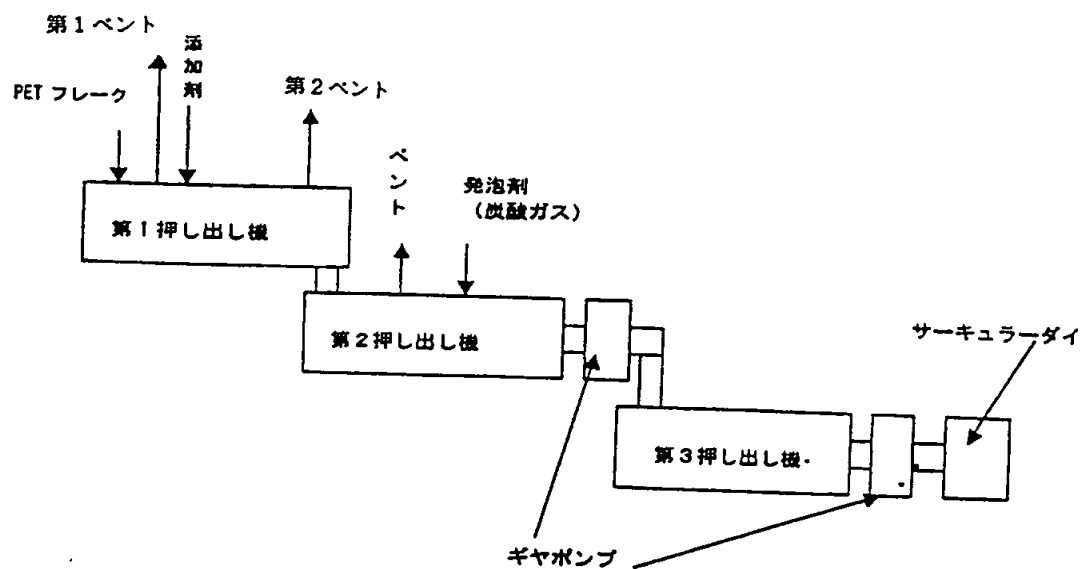 第1ベント
添加剤
PET フレーク
第2ベント
ベント
発泡剤
（炭酸ガス）
第1押し出し機
第2押し出し機
サーキュラーダイ
第3押し出し機
ギヤポンプ